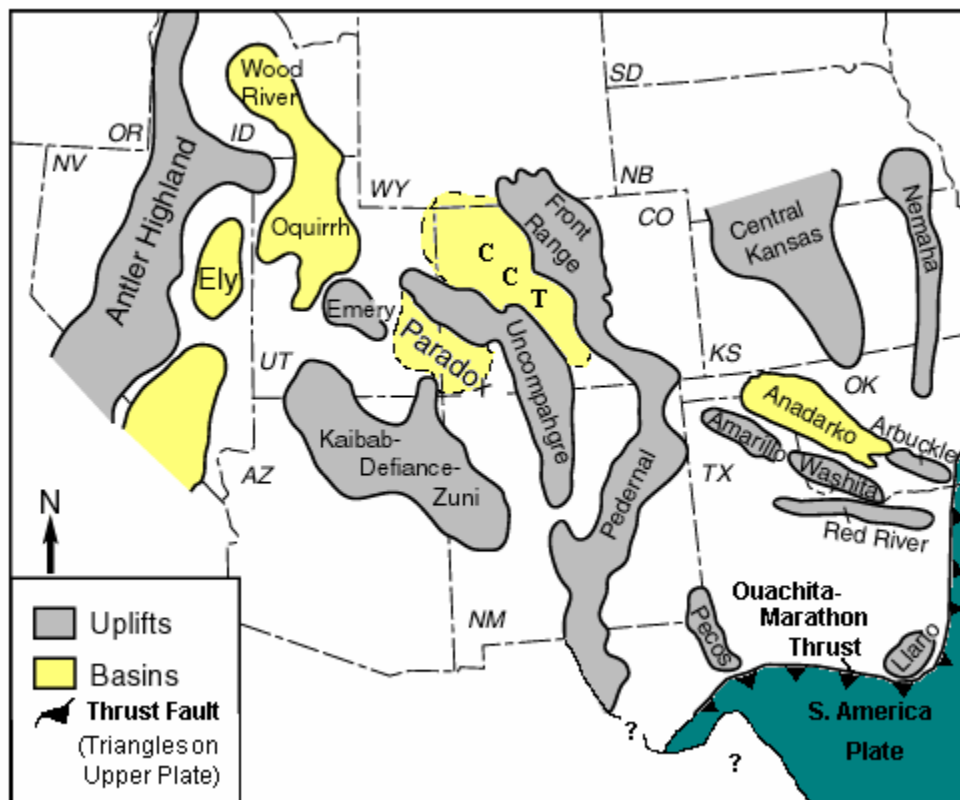 SD
Wood
River
OR
ID
NV
WY
NB
CO
Front
Range
Central
Kansas
Nemaha
Antler Highland
Oquirrh
Ely
C
C
T
Emery
Paradox
Uncompahgre
UT
KS
OK
Anadarko
Amarillo
Arbuckle
Washita
Kaibab-
Defiance-
Zuni
AZ
TX
Pedernal
Red River
N
NM
Pecos
Ouachita-
Marathon
Thrust
Llano
Uplifts
Basins
Thrust Fault
(Triangles on
Upper Plate)
S. America
Plate
?
?